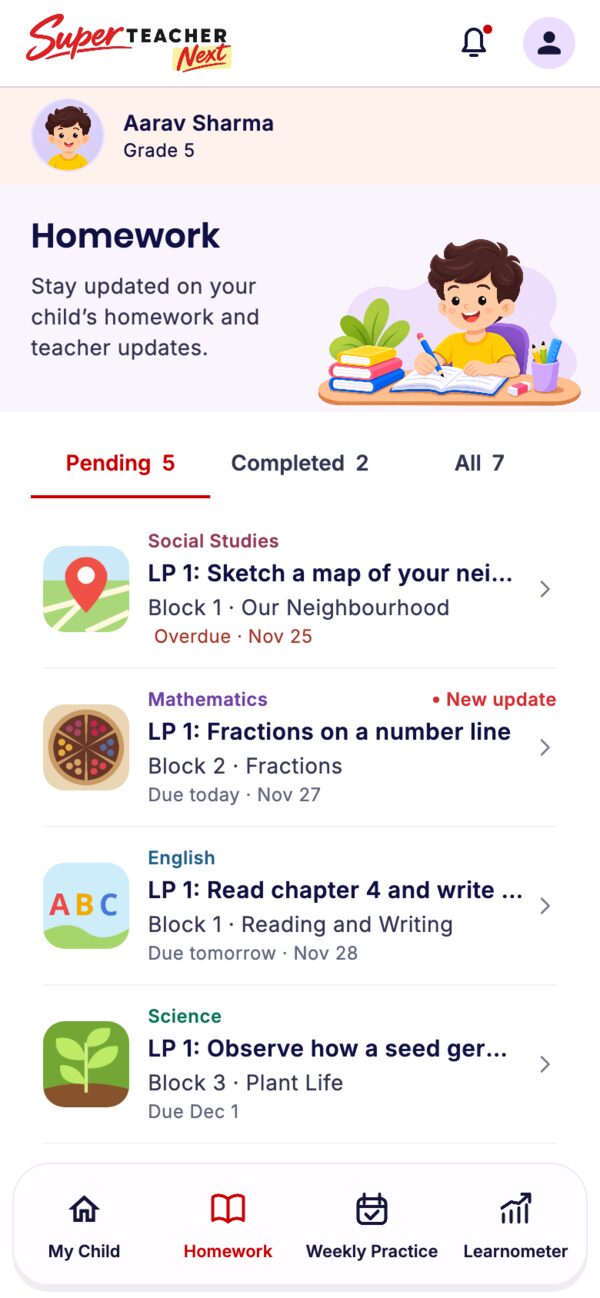 Super TEACHER
Next
Aarav Sharma
Grade 5
Homework
Stay updated on your
child’s homework and
teacher updates.
Pending 5
Completed 2
All 7
Social Studies
LP 1: Sketch a map of your nei...
Block 1 · Our Neighbourhood
Overdue · Nov 25
Mathematics
• New update
LP 1: Fractions on a number line
Block 2 · Fractions
Due today · Nov 27
ABC
English
LP 1: Read chapter 4 and write ...
Block 1 · Reading and Writing
Due tomorrow · Nov 28
Science
LP 1: Observe how a seed ger...
Block 3 · Plant Life
Due Dec 1
My Child
Homework
Weekly Practice
Learnometer